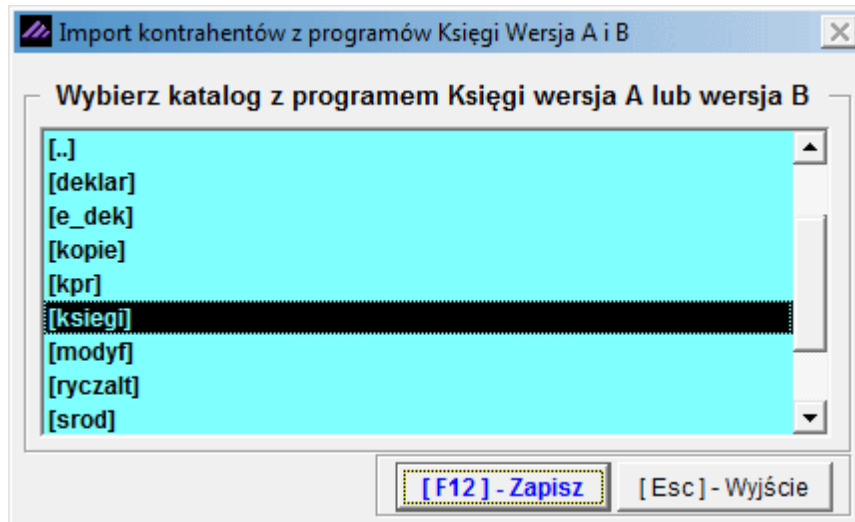 Import kontrahentów z programów Księgi Wersja A i B
Wybierz katalog z programem Księgi wersja A lub wersja B
[..]
[deklar]
[e_dek]
[kopie]
[kpr]
[ksiegi]
[modyf]
[ryczalt]
[srod]
[ F12 ] - Zapisz [ Esc ] - Wyjście